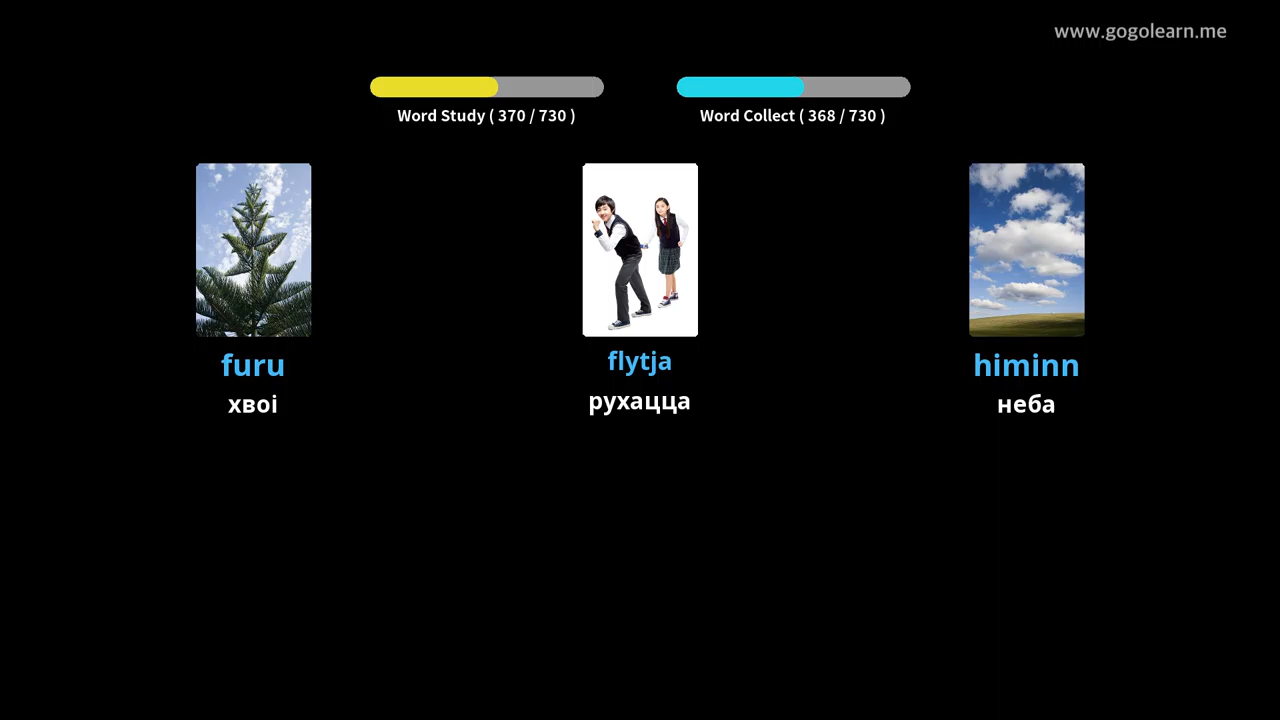 www.gogolearn.me
Word Study ( 370 / 730 )
Word Collect ( 368 / 730 )
furu
flytja
himinn
хвоі
рухацца
неба